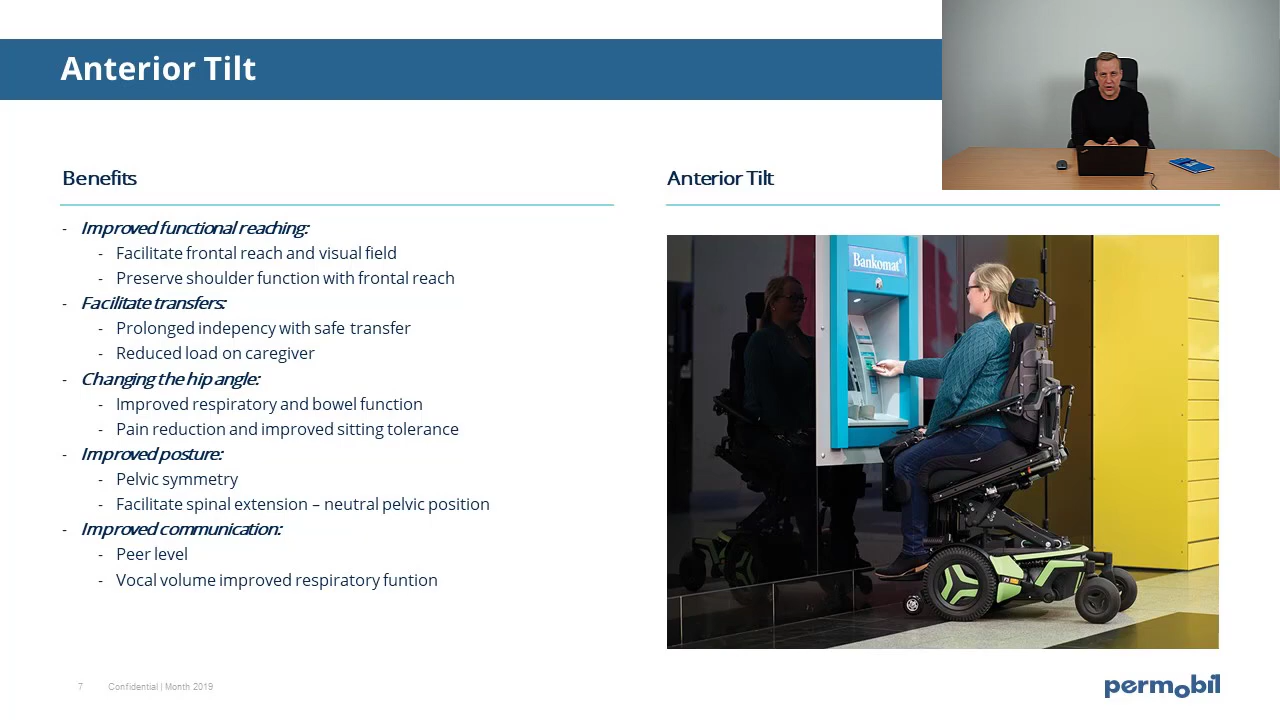 Anterior Tilt
Benefits
- Improved functional reaching:
- Facilitate frontal reach and visual field
- Preserve shoulder function with frontal reach
- Facilitate transfers:
- Prolonged indepency with safe transfer
- Reduced load on caregiver
- Changing the hip angle:
- Improved respiratory and bowel function
- Pain reduction and improved sitting tolerance
- Improved posture:
- Pelvic symmetry
- Facilitate spinal extension – neutral pelvic position
- Improved communication:
- Peer level
- Vocal volume improved respiratory funtion
Anterior Tilt
Bankomat
7 Confidential | Month 2019
permobil